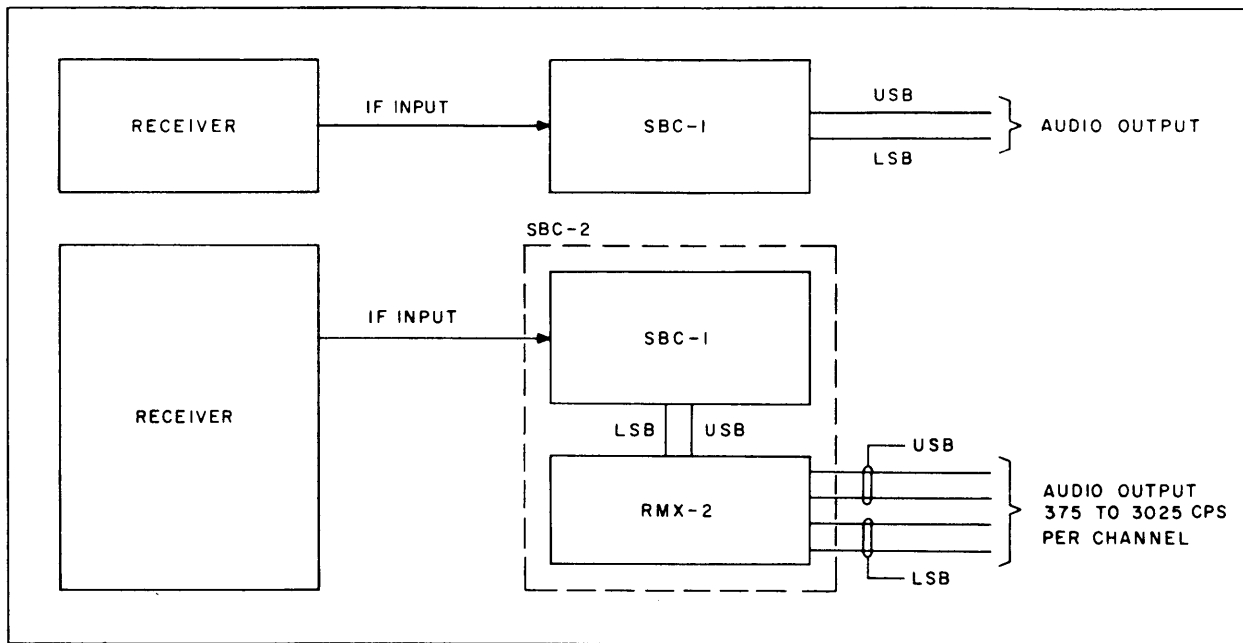 RECEIVER
IF INPUT
SBC-1
USB
LSB
AUDIO OUTPUT
SBC-2
RECEIVER
IF INPUT
SBC-1
LSB
USB
RMX-2
USB
LSB
AUDIO OUTPUT
375 TO 3025 CPS
PER CHANNEL